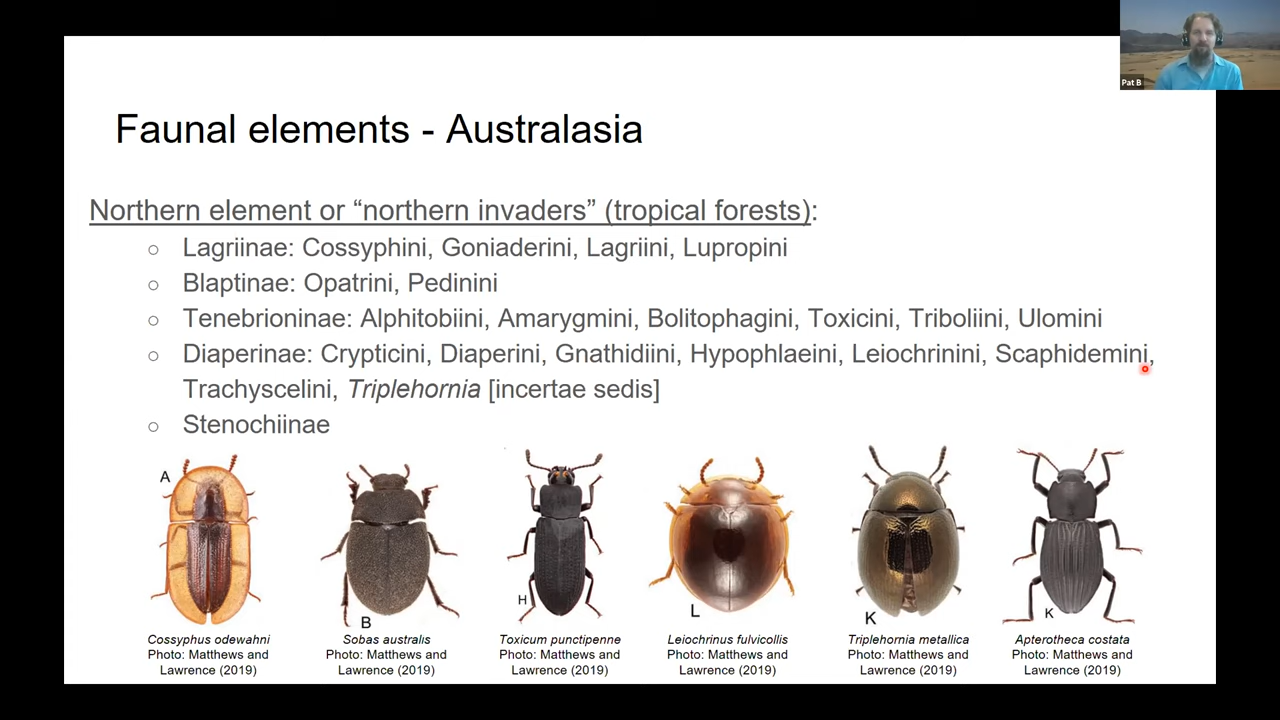 Pat B
Faunal elements - Australasia
Northern element or “northern invaders” (tropical forests):
○ Lagriinae: Cossyphini, Goniaderini, Lagriini, Lupropini
○ Blaptinae: Opatrini, Pedinini
○ Tenebrioninae: Alphitobiini, Amarygmini, Bolitophagini, Toxicini, Triboliini, Ulomini
○ Diaperinae: Crypticini, Diaperini, Gnathidiini, Hypophlaeini, Leiochrinini, Scaphidemini,
Trachyscelini, Triplehornia [incertae sedis]
○ Stenochiinae
A
B
H
L
K
K
Cossyphus odewahni
Photo: Matthews and
Lawrence (2019)
Sobas australis
Photo: Matthews and
Lawrence (2019)
Toxicum punctipenne
Photo: Matthews and
Lawrence (2019)
Leiochrinus fulvicollis
Photo: Matthews and
Lawrence (2019)
Triplehornia metallica
Photo: Matthews and
Lawrence (2019)
Apterotheca costata
Photo: Matthews and
Lawrence (2019)